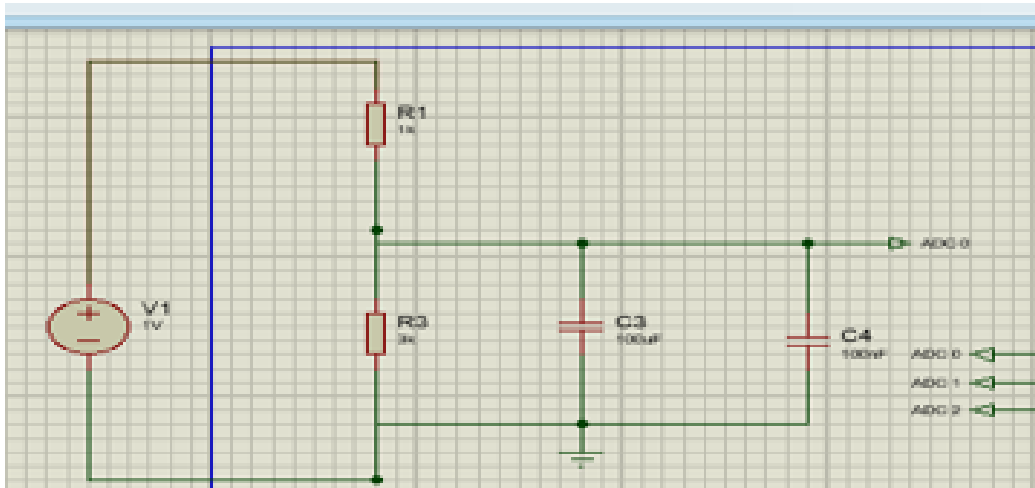 R1
1k
V1
1V
R3
3k
C3
100uF
C4
100nF
ADC 0
ADC 0
ADC 1
ADC 2